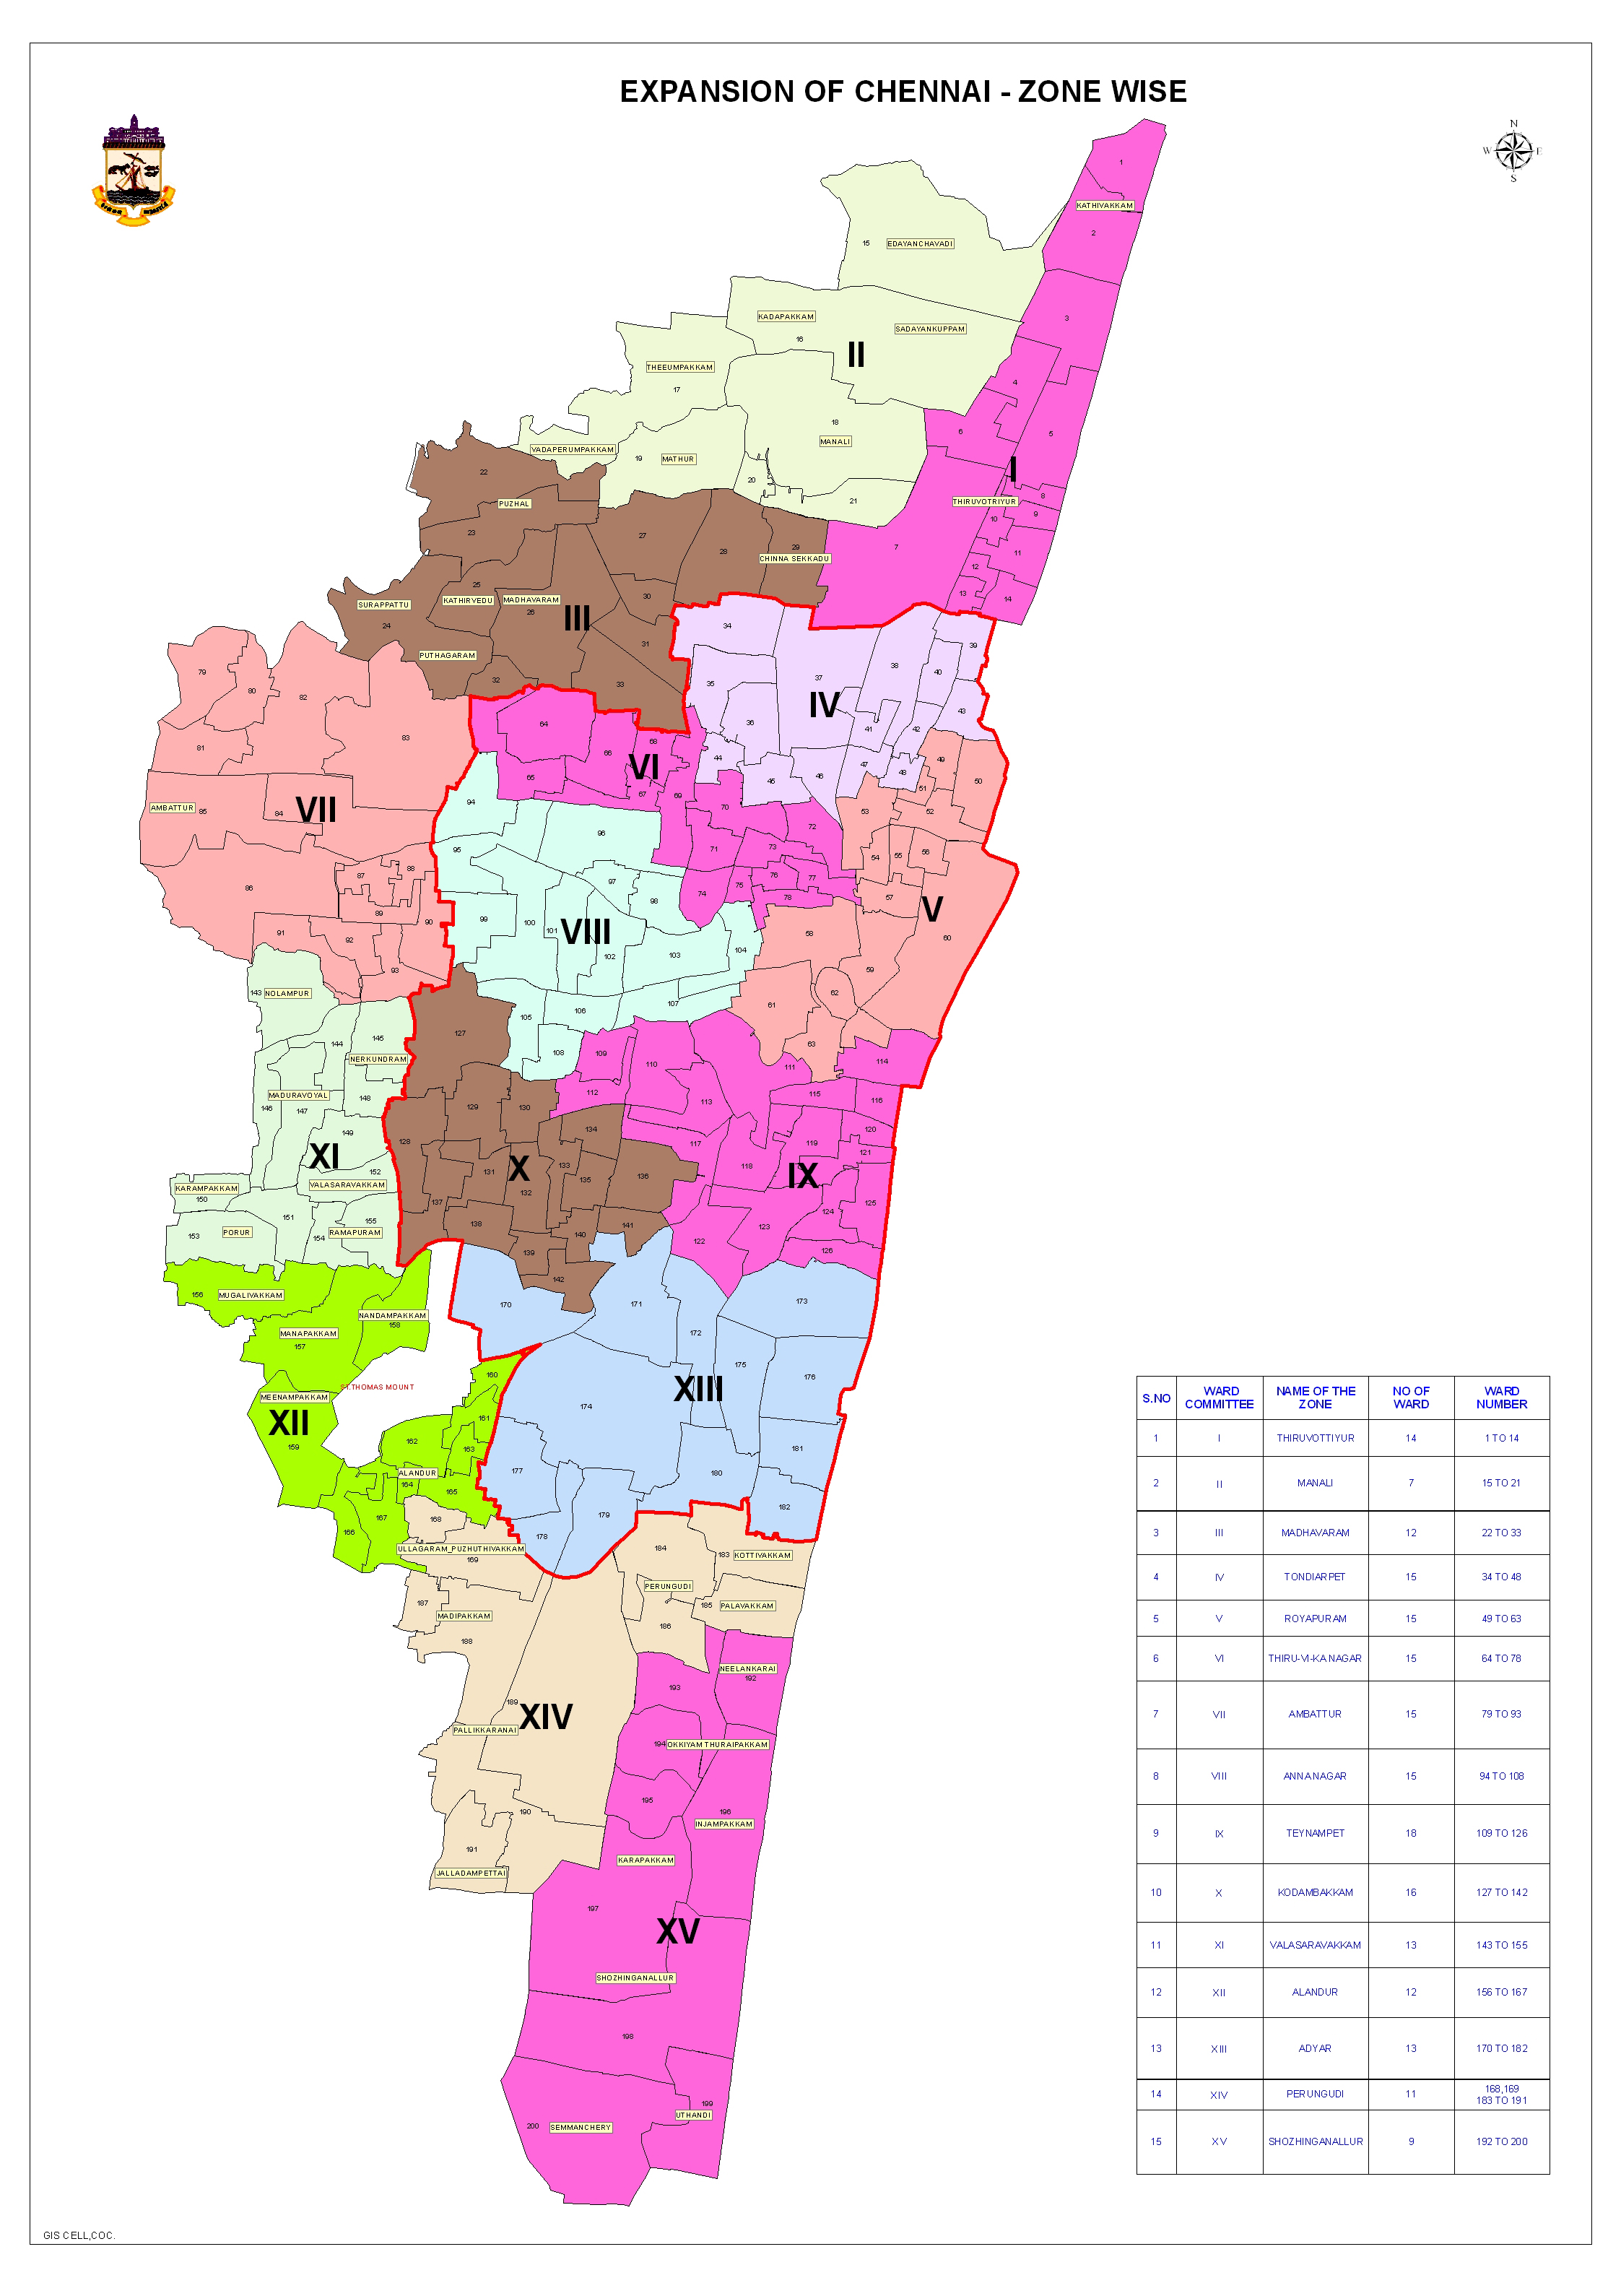 EXPANSION OF CHENNAI - ZONE WISE
N
W E
S
1
KATHIVAKKAM
2
15 EDAYANCHAVADI
3
KADAPAKKAM
SADAYANKUPPAM
16
II
THEEUMPAKKAM
17
4
18
MANALI
6
5
VADAPERUMPAKKAM
19 MATHUR
20
21
I
THIRUVOTRIYUR
8
9
10
11
7
12
13
14
22
PUZHAL
23
27
28
29
CHINNA SEKKADU
25
KATHIRVEDU
MADHAVARAM
26
III
30
SURAPPATTU
24
31
PUTHAGARAM
32
33
34
35
36
37
IV
38
39
40
41
42
43
44
45
46
47
48
79
80
81
82
83
AMBATTUR
85
84
VII
86
87
88
89
90
91
92
93
64
65
66
68
VI
67
69
70
71
72
73
74
75
76
77
78
49
50
51
52
53
54
55
56
57
V
60
58
59
61
62
63
94
95
96
97
98
99
100
101
VIII
102
103
104
105
106
107
108
143 NOLAMPUR
144
145
NERKUNDRAM
MADURAVOYAL
146
147
148
149
XI
152
VALASARAVAKKAM
KARAMPAKKAM
150
151
153
PORUR
154
155
RAMAPURAM
127
128
129
130
131
X
132
133
134
135
136
137
138
139
140
141
142
109
110
111
112
113
114
115
116
117
118
119
120
121
IX
122
123
124
125
126
156
MUGALIVAKKAM
NANDAMPAKKAM
158
MANAPAKKAM
157
ST.THOMAS MOUNT
MEENAMPAKKAM
XII
159
160
161
162
163
ALANDUR
164
165
166
167
170
171
172
173
174
175
176
XIII
177
178
179
180
181
182
168
ULLAGARAM_PUZHUTHIVAKKAM
169
187
MADIPAKKAM
188
184
183 KOTTIVAKKAM
PERUNGUDI
185 PALAVAKKAM
186
189
XIV
PALLIKKARANAI
190
191
JALLADAMPETTAI
NEELANKARAI
192
193
194 OKKIYAM THURAIPAKKAM
195
196
INJAMPAKKAM
KARAPAKKAM
197
XV
SHOZHINGANALLUR
198
199
UTHANDI
200 SEMMANCHERY
S.NO WARD COMMITTEE NAME OF THE ZONE NO OF WARD WARD NUMBER
1 I THIRUVOTTIYUR 14 1 TO 14
2 II MANALI 7 15 TO 21
3 III MADHAVARAM 12 22 TO 33
4 IV TONDIARPET 15 34 TO 48
5 V ROYAPURAM 15 49 TO 63
6 VI THIRU-VI-KA.NAGAR 15 64 TO 78
7 VII AMBATTUR 15 79 TO 93
8 VIII ANNA NAGAR 15 94 TO 108
9 IX TEYNAMPET 18 109 TO 126
10 X KODAMBAKKAM 16 127 TO 142
11 XI VALASARAVAKKAM 13 143 TO 155
12 XII ALANDUR 12 156 TO 167
13 XIII ADYAR 13 170 TO 182
14 XIV PERUNGUDI 11 168,169 183 TO 191
15 XV SHOZHINGANALLUR 9 192 TO 200
GIS CELL,COC.